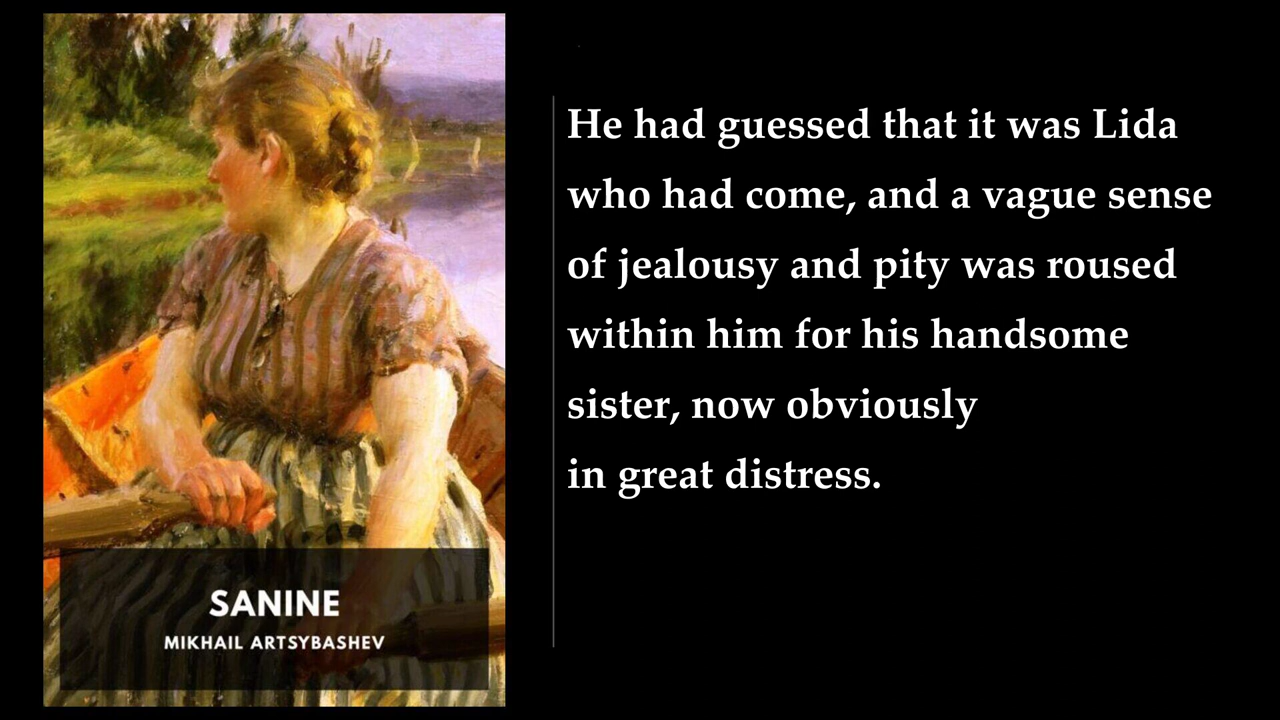 He had guessed that it was Lida
who had come, and a vague sense
of jealousy and pity was roused
within him for his handsome
sister, now obviously
in great distress.
SANINE
MIKHAIL ARTSYBASHEV